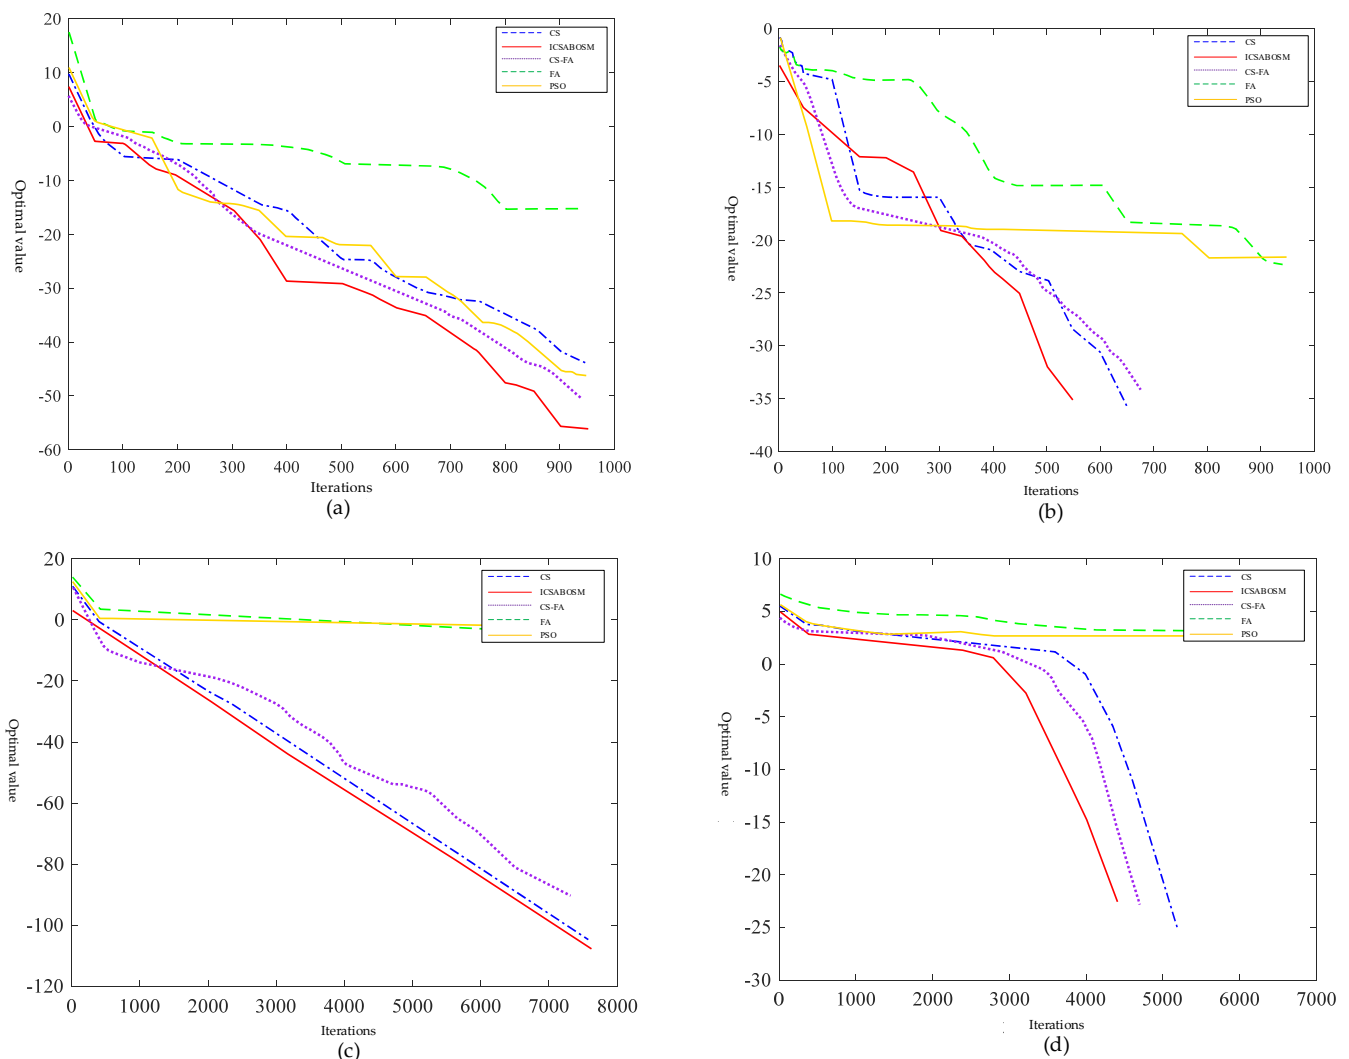 20
10
0
-10
-20
-30
-40
-50
-60
Optimal value
0 100 200 300 400 500 600 700 800 900 1000
Iterations
CS
ICSABOSM
CS-FA
FA
PSO
(a)
0
-5
-10
-15
-20
-25
-30
-35
-40
Optimal value
0 100 200 300 400 500 600 700 800 900 1000
Iterations
CS
ICSABOSM
CS-FA
FA
PSO
(b)
20
0
-20
-40
-60
-80
-100
-120
Optimal value
0 1000 2000 3000 4000 5000 6000 7000 8000
Iterations
CS
ICSABOSM
CS-FA
FA
PSO
(c)
10
5
0
-5
-10
-15
-20
-25
-30
Optimal value
0 1000 2000 3000 4000 5000 6000 7000
Iterations
CS
ICSABOSM
CS-FA
FA
PSO
(d)